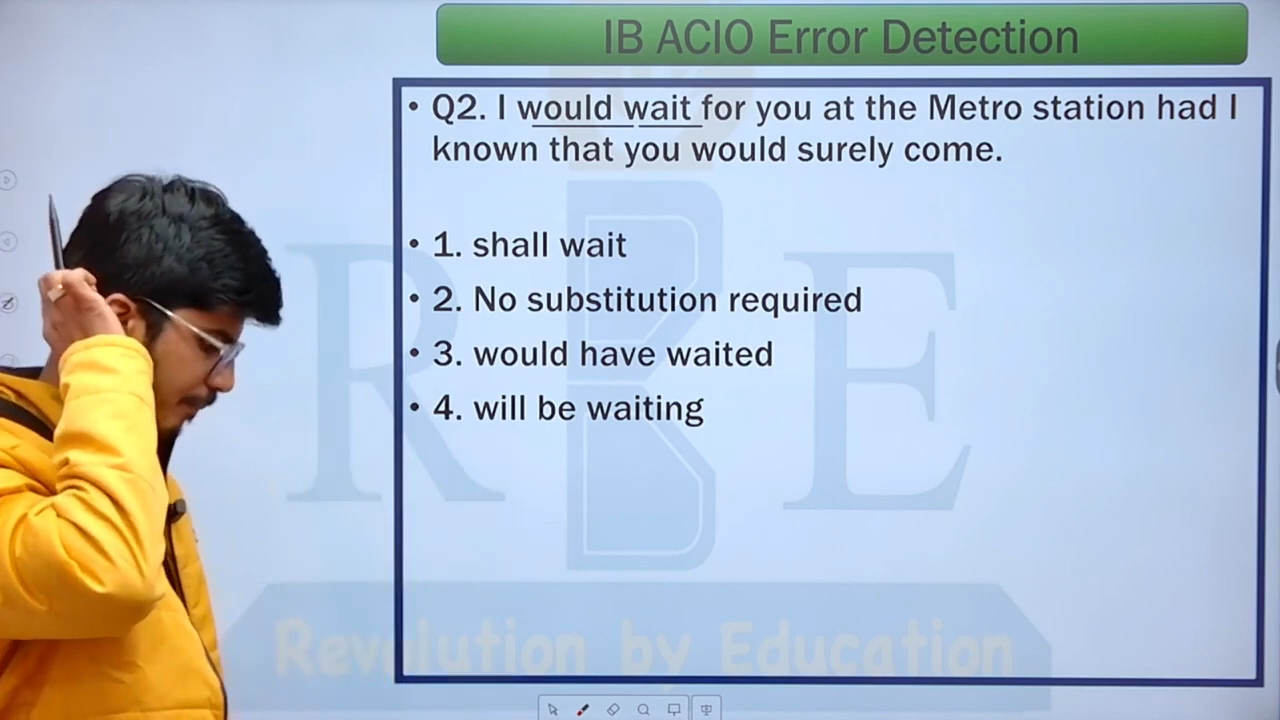 IB ACIO Error Detection
• Q2. I would wait for you at the Metro station had I
known that you would surely come.
• 1. shall wait
• 2. No substitution required
• 3. would have waited
• 4. will be waiting
R B E
Revolution by Education